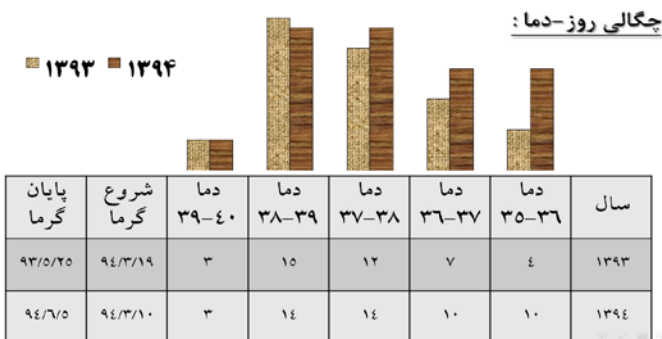 چگالی روز-دما :
۱۳۹۳ ۱۳۹۴
سال دما ۳۵-۳۶ دما ۳۶-۳۷ دما ۳۷-۳۸ دما ۳۸-۳۹ دما ۳۹-٤۰ شروع گرما پایان گرما
۱۳۹۳ ٤ ۷ ۱۲ ۱٥ ۳ ۹٤/۳/۱۹ ۹۳/٥/۲٥
۱۳۹٤ ۱۰ ۱۰ ۱٤ ۱٤ ۳ ۹٤/۳/۱۰ ۹٤/٦/٥